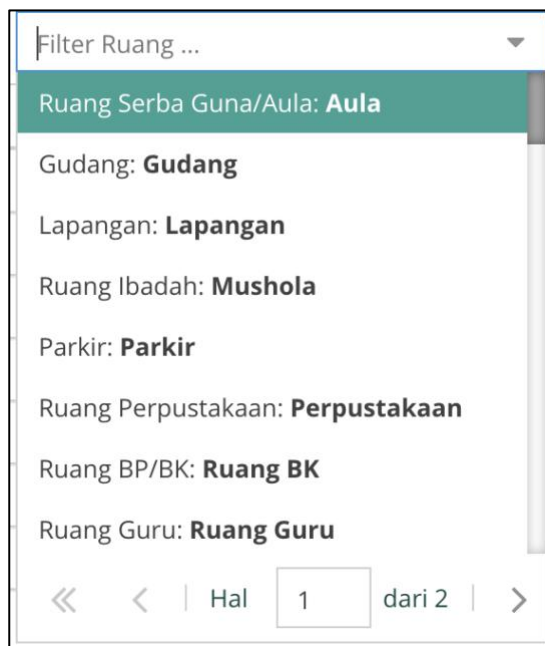 Filter Ruang ...
Ruang Serba Guna/Aula: Aula
Gudang: Gudang
Lapangan: Lapangan
Ruang Ibadah: Mushola
Parkir: Parkir
Ruang Perpustakaan: Perpustakaan
Ruang BP/BK: Ruang BK
Ruang Guru: Ruang Guru
Hal 1 dari 2